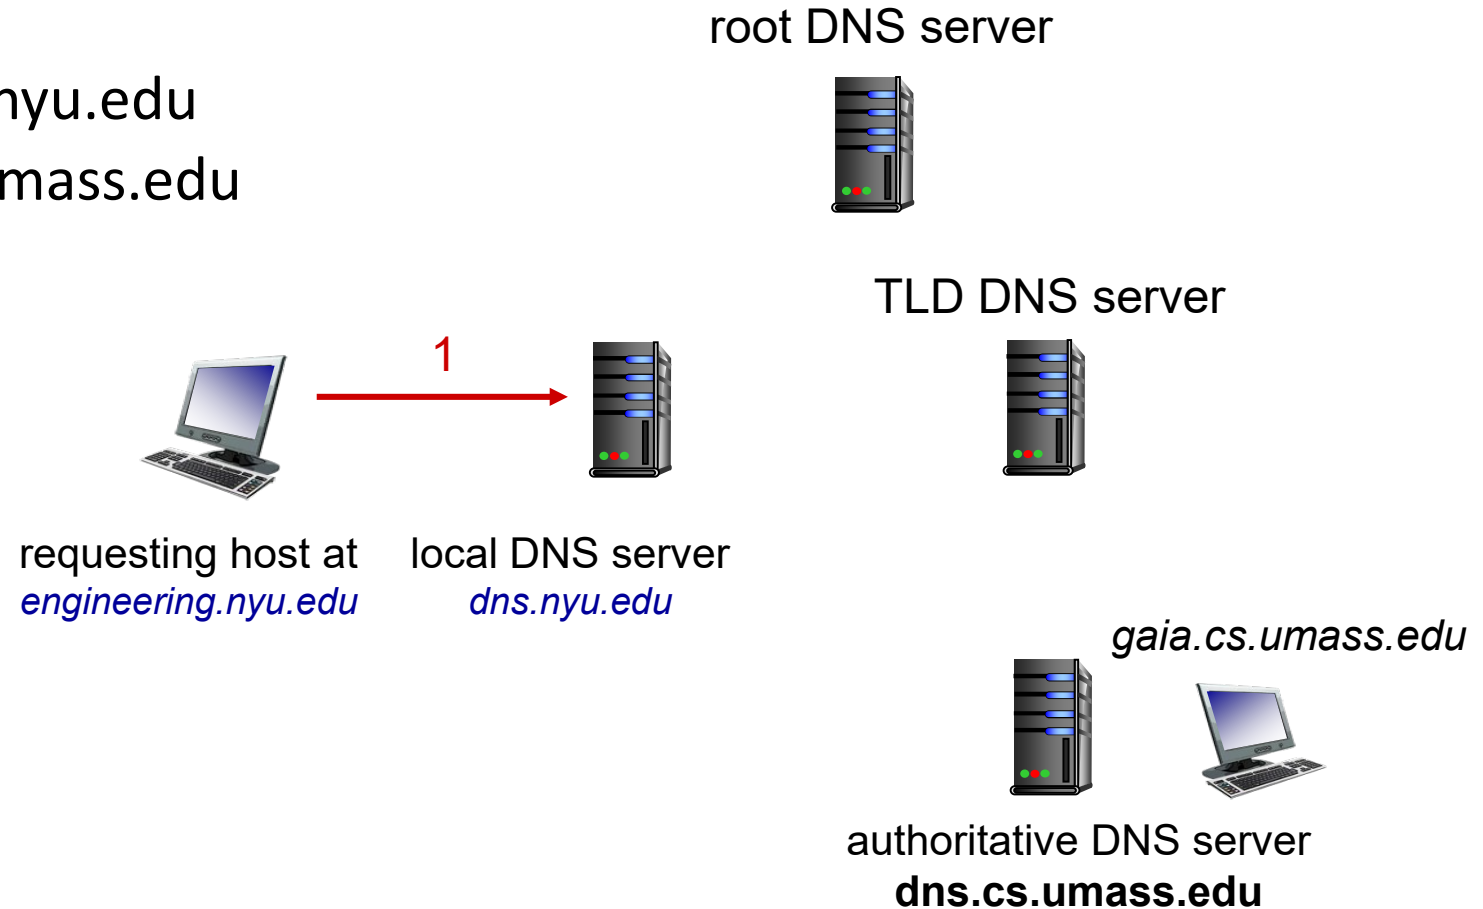 root DNS server
nyu.edu
mass.edu
TLD DNS server
1
requesting host at
engineering.nyu.edu
local DNS server
dns.nyu.edu
gaia.cs.umass.edu
authoritative DNS server
dns.cs.umass.edu